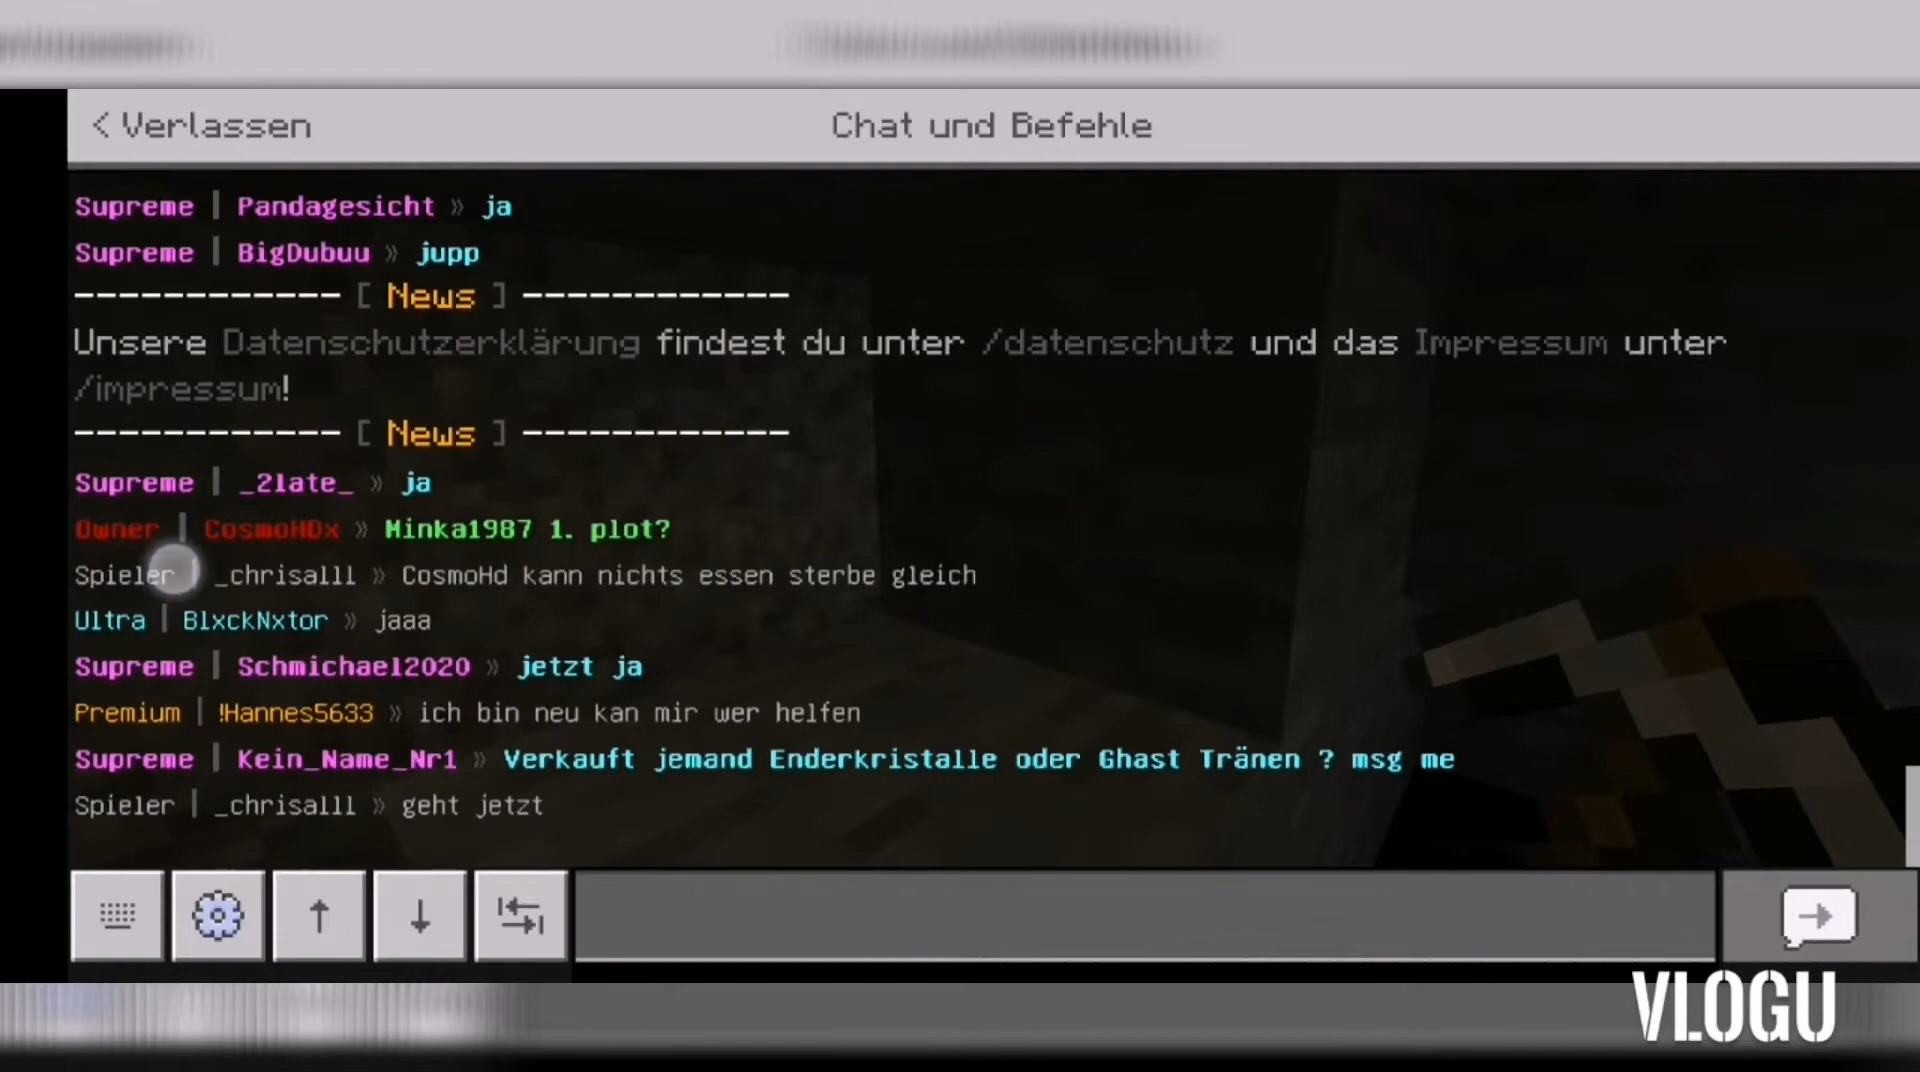 < Verlassen
Chat und Befehle
Supreme | Pandagesicht » ja
Supreme | BigDubuu » jupp
------------ [ News ] ------------
Unsere Datenschutzerklärung findest du unter /datenschutz und das Impressum unter
/impressum!
------------ [ News ] ------------
Supreme | _2late_ » ja
Owner | CosmoHDx » Minka1987 1. plot?
Spieler | _chrisalll » CosmoHd kann nichts essen sterbe gleich
Ultra | BlxckNxtor » jaaa
Supreme | Schmichael2020 » jetzt ja
Premium | !Hannes5633 » ich bin neu kan mir wer helfen
Supreme | Kein_Name_Nr1 » Verkauft jemand Enderkristalle oder Ghast Tränen ? msg me
Spieler | _chrisalll » geht jetzt
VLOGU